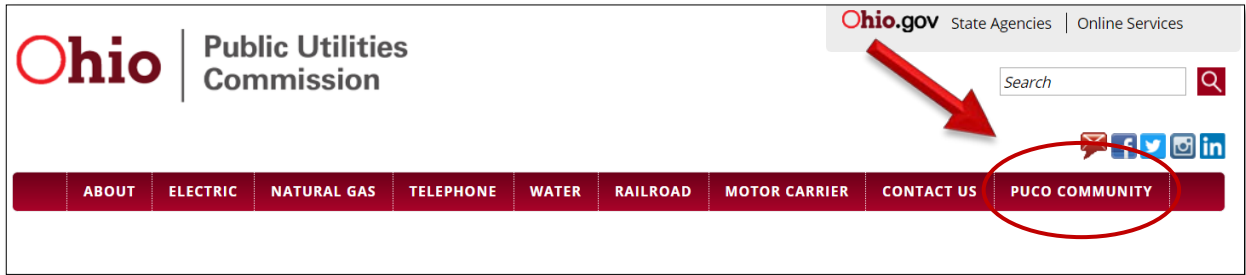 Ohio.gov State Agencies | Online Services
Ohio Public Utilities
Commission
Search
ABOUT ELECTRIC NATURAL GAS TELEPHONE WATER RAILROAD MOTOR CARRIER CONTACT US PUCO COMMUNITY